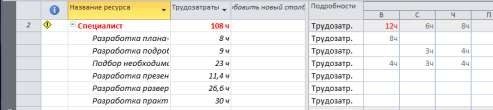 Название ресурса Трудозатраты обавить новый столб Подробности
В В Ч П
2 Специалист 108 ч Трудозатр. 12ч 6ч 8ч
Разработка плана- 8 ч Трудозатр. 8ч
Разработка подроб 9 ч Трудозатр. 3ч 4ч
Подбор необходима 23 ч Трудозатр. 4ч 3ч 4ч
Разработка презен 11,4 ч Трудозатр.
Разработка развер 26,6 ч Трудозатр.
Разработка практ 30 ч Трудозатр.